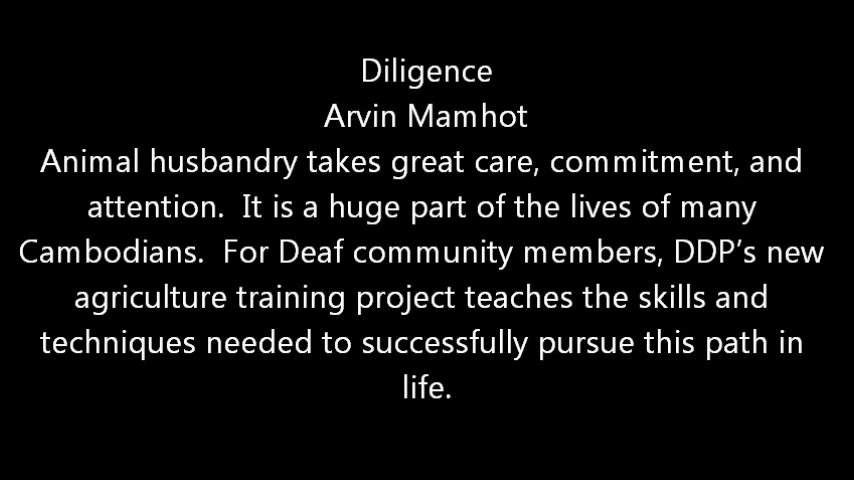 Diligence
Arvin Mamhot
Animal husbandry takes great care, commitment, and
attention.  It is a huge part of the lives of many
Cambodians.  For Deaf community members, DDP’s new
agriculture training project teaches the skills and
techniques needed to successfully pursue this path in
life.